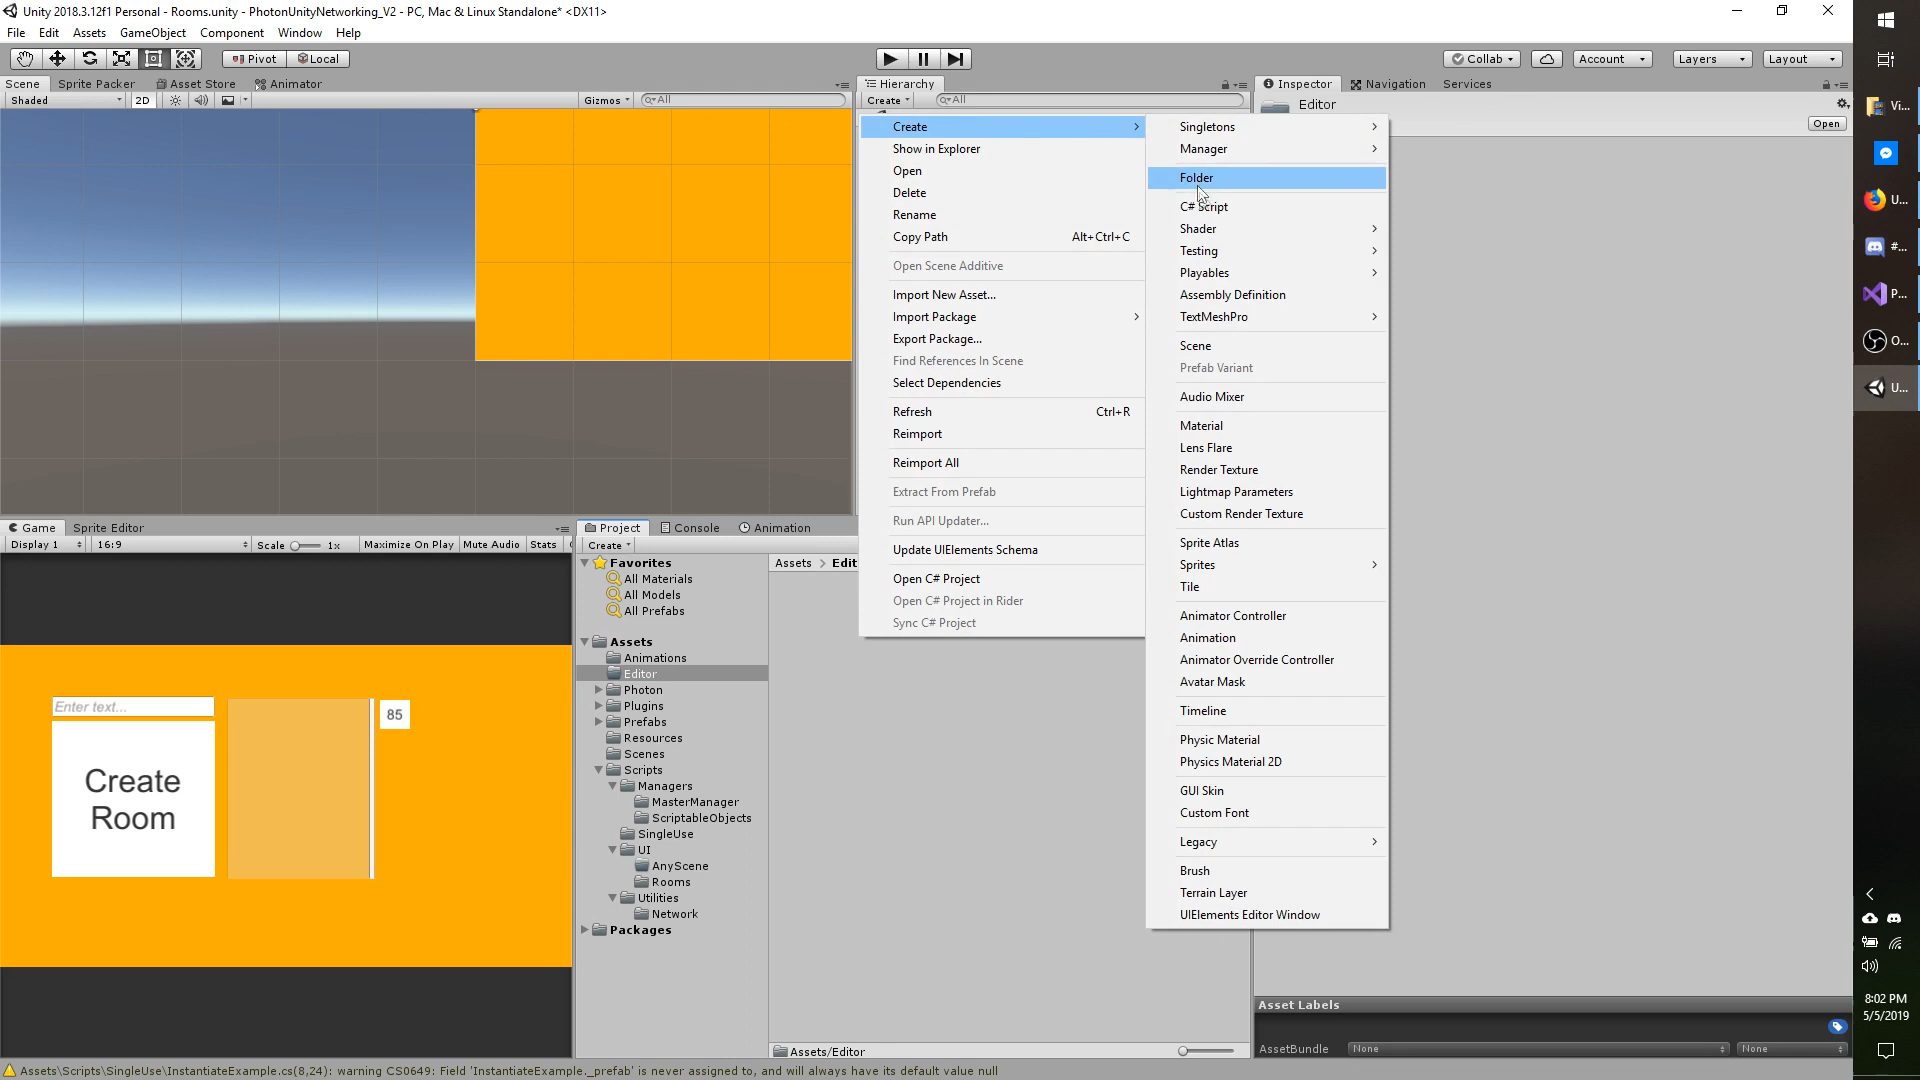 Unity 2018.3.12f1 Personal - Rooms.unity - PhotonUnityNetworking_V2 - PC, Mac & Linux Standalone* <DX11>
File Edit Assets GameObject Component Window Help
Pivot Local Collab Account Layers Layout
Scene Sprite Packer Asset Store Animator Hierarchy Inspector Navigation Services
Shaded 2D Gizmos All Create All Editor
Open
Create
Show in Explorer
Open
Delete
Rename
Copy Path Alt+Ctrl+C
Open Scene Additive
Import New Asset...
Import Package
Export Package...
Find References In Scene
Select Dependencies
Refresh Ctrl+R
Reimport
Reimport All
Extract From Prefab
Run API Updater...
Update UIElements Schema
Open C# Project
Open C# Project in Rider
Sync C# Project
Singletons
Manager
Folder
C# Script
Shader
Testing
Playables
Assembly Definition
TextMeshPro
Scene
Prefab Variant
Audio Mixer
Material
Lens Flare
Render Texture
Lightmap Parameters
Custom Render Texture
Sprite Atlas
Sprites
Tile
Animator Controller
Animation
Animator Override Controller
Avatar Mask
Timeline
Physic Material
Physics Material 2D
GUI Skin
Custom Font
Legacy
Brush
Terrain Layer
UIElements Editor Window
Game Sprite Editor
Display 1 16:9 Scale 1x Maximize On Play Mute Audio Stats
Enter text...
85
Create
Room
Project Console Animation
Create
Favorites
All Materials
All Models
All Prefabs
Assets
Animations
Editor
Photon
Plugins
Prefabs
Resources
Scenes
Scripts
Managers
MasterManager
ScriptableObjects
SingleUse
UI
AnyScene
Rooms
Utilities
Network
Packages
Assets > Edit
Assets/Editor
Asset Labels
AssetBundle None None
Assets\Scripts\SingleUse\InstantiateExample.cs(8,24): warning CS0649: Field 'InstantiateExample._prefab' is never assigned to, and will always have its default value null
Vi...
U...
#...
P...
O...
U...
8:02 PM
5/5/2019